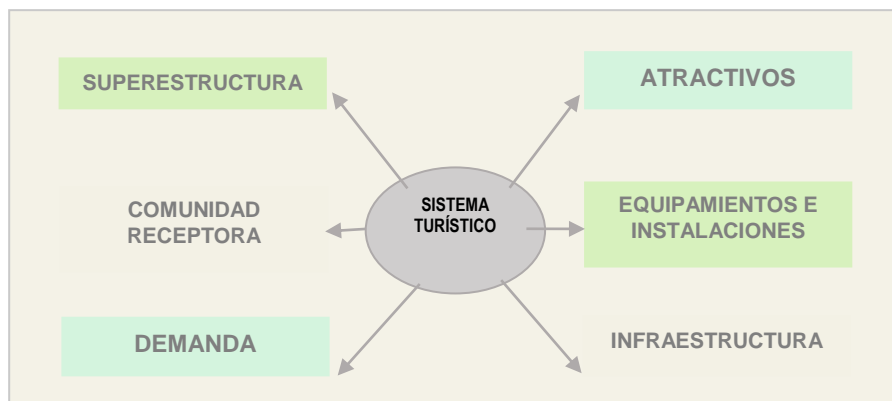 SUPERESTRUCTURA
ATRACTIVOS
SISTEMA
TURÍSTICO
COMUNIDAD
RECEPTORA
EQUIPAMIENTOS E
INSTALACIONES
DEMANDA
INFRAESTRUCTURA